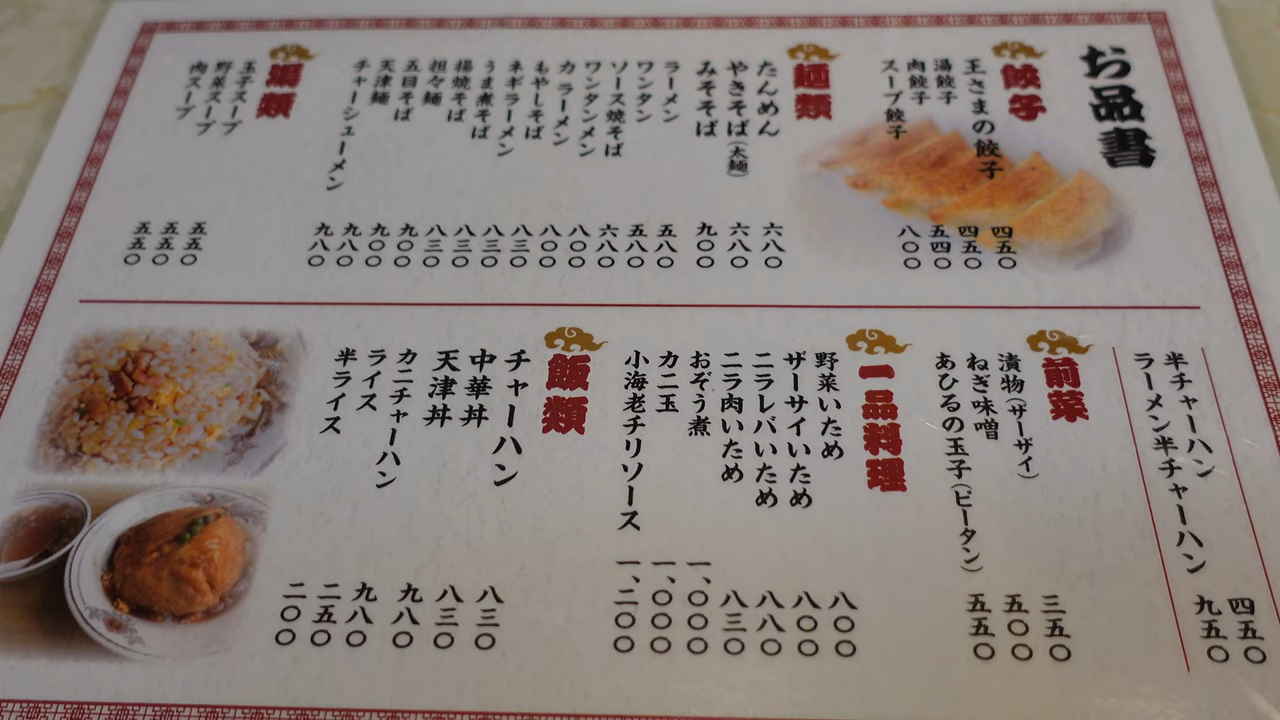 お品書
餃子
王さまの餃子 四五〇
湯餃子 四五〇
肉餃子 五四〇
スープ餃子 八〇〇
麺類
たんめん 六八〇
やきそば(太麺) 六八〇
みそそば 九〇〇
ラーメン 五八〇
ワンタン 五八〇
ソース焼そば 六八〇
ワンタンメン 八〇〇
カラーメン 八〇〇
もやしそば 八三〇
ネギラーメン 八三〇
うま煮そば 八三〇
揚焼そば 八三〇
担々麺 九〇〇
五目そば 九〇〇
天津麺 九八〇
チャーシューメン 九八〇
湯類
玉子スープ 五五〇
野菜スープ 五五〇
肉スープ 五五〇
半チャーハン 四五〇
ラーメン半チャーハン 九五〇
前菜
漬物(ザーザイ) 三五〇
ねぎ味噌 五〇〇
あひるの玉子(ピータン) 五五〇
一品料理
野菜いため 八〇〇
ザーサイいため 八〇〇
ニラレバいため 八八〇
ニラ肉いため 八三〇
おぞう煮 一、〇〇〇
カニ玉 一、〇〇〇
小海老チリソース 一、二〇〇
飯類
チャーハン 八三〇
中華丼 八三〇
天津丼 九八〇
カニチャーハン 九八〇
ライス 二五〇
半ライス 二〇〇